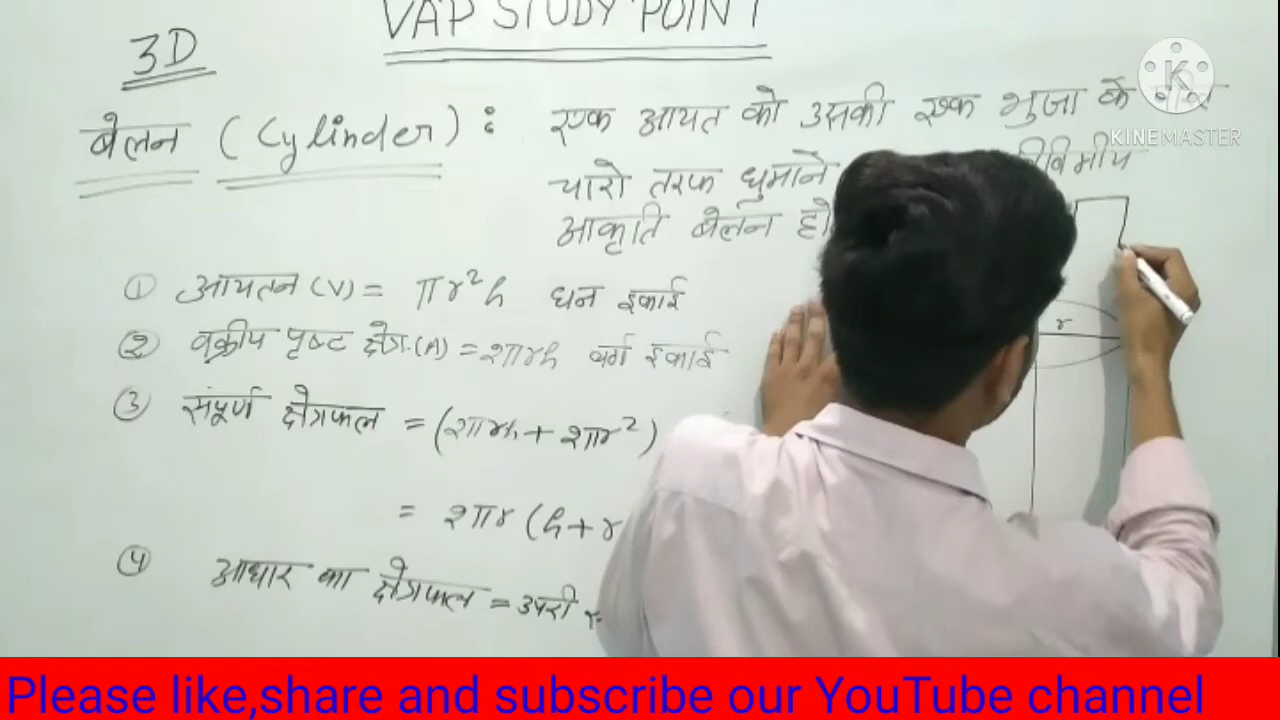 VAP STUDY POINT
3D
बेलन (Cylinder) :
एक आयत को उसकी एक भुजा के
चारो तरफ घुमाने
आकृति बेलन हो
① आयतन (V) = πr²h घन इकाई
② वक्रीय पृष्ट क्षेत्र.(A) = 2πrh वर्ग इकाई
③ संपूर्ण क्षेत्रफल = (2πrh + 2πr²)
= 2πr (h+r
④ आधार का क्षेत्रफल = उपरी
r
K
KINEMASTER
Please like,share and subscribe our YouTube channel